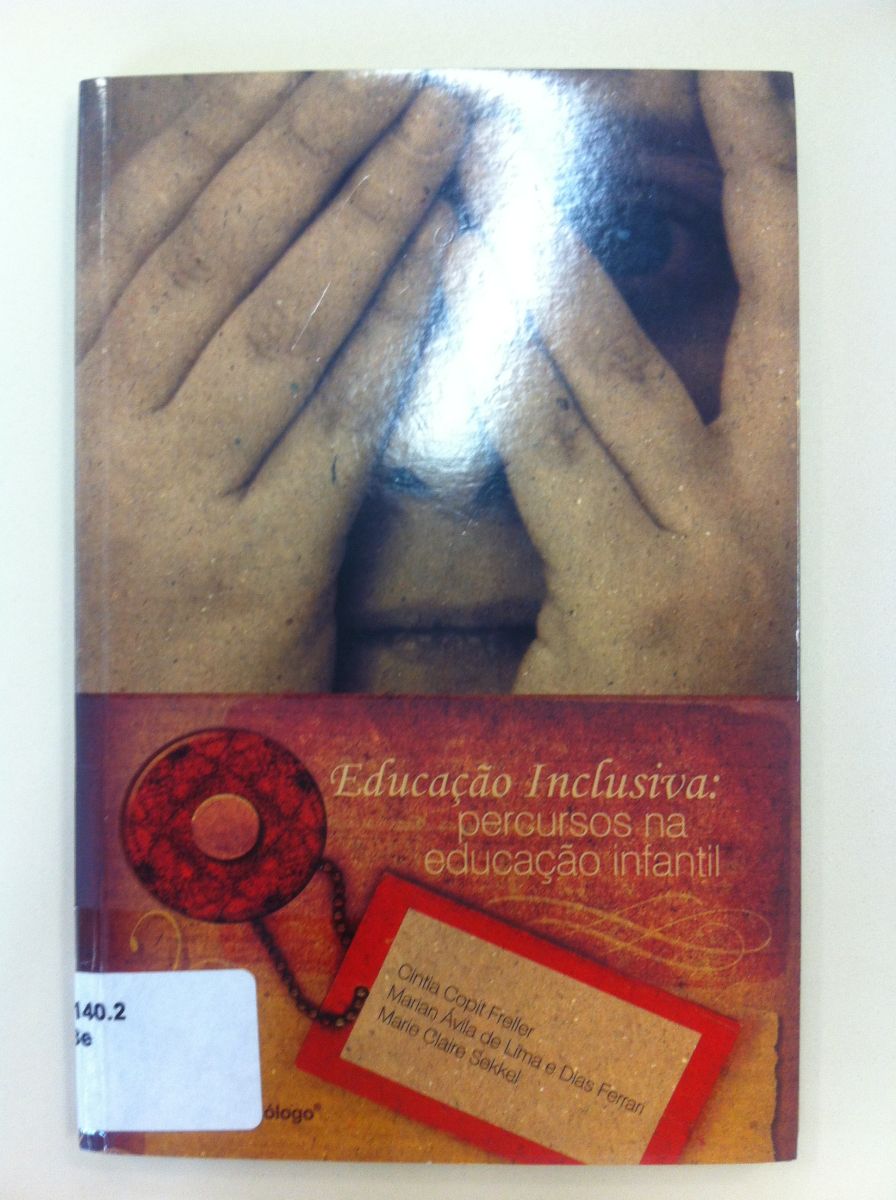 Educação Inclusiva:
percursos na
educação infantil
Cintia Copit Freller
Marian Ávila de Lima e Dias Ferrari
Marie Claire Sekkel
140.2
ólogo®